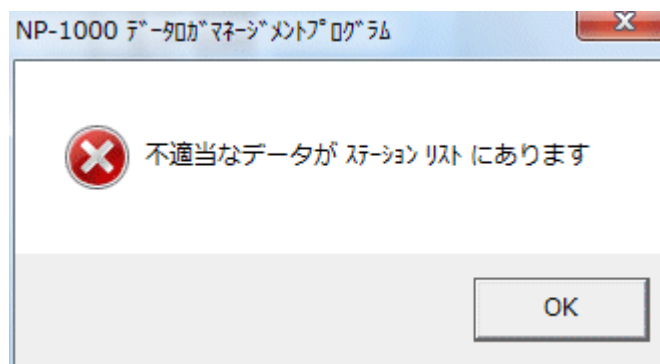 NP-1000 ﾃﾞｰﾀﾛｶﾞﾏﾈｰｼﾞﾒﾝﾄﾌﾟﾛｸﾞﾗﾑ
不適当なデータが ｽﾃｰｼｮﾝ ﾘｽﾄ にあります
OK